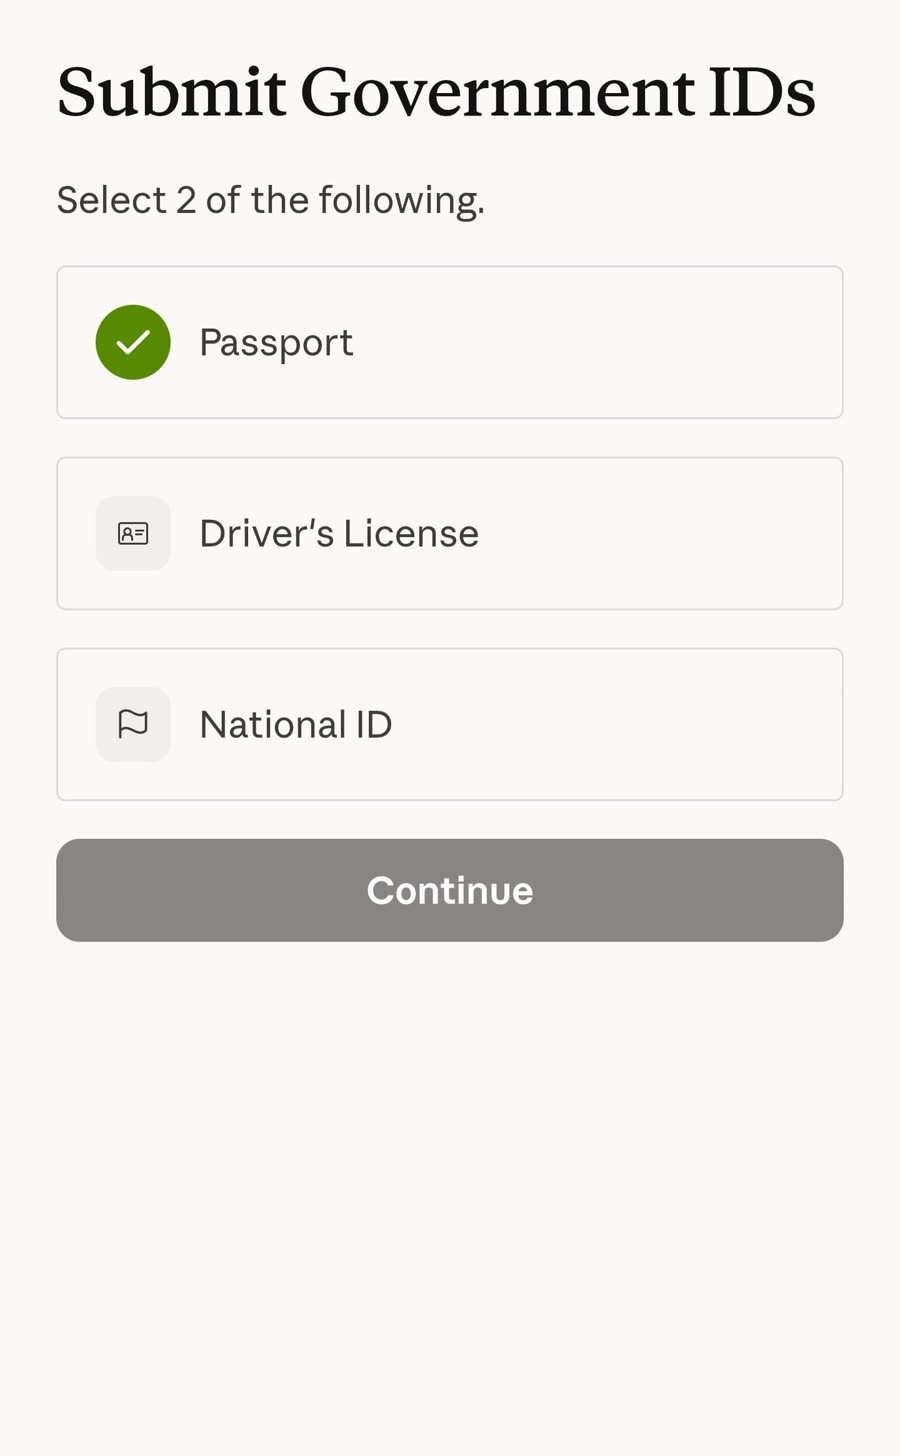 Submit Government IDs
Select 2 of the following.
Passport
Driver's License
National ID
Continue